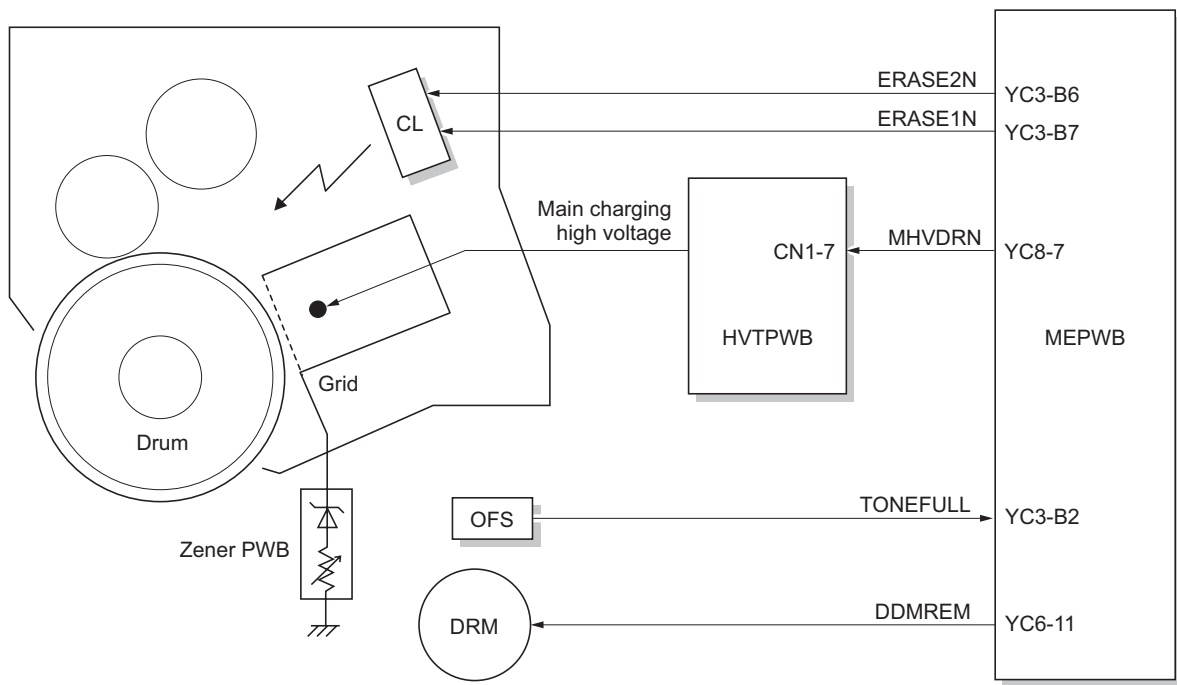 ERASE2N
YC3-B6
CL
ERASE1N
YC3-B7
Main charging
high voltage
CN1-7
MHVDRN
YC8-7
HVTPWB
MEPWB
Grid
Drum
OFS
TONEFULL
YC3-B2
Zener PWB
DRM
DDMREM
YC6-11